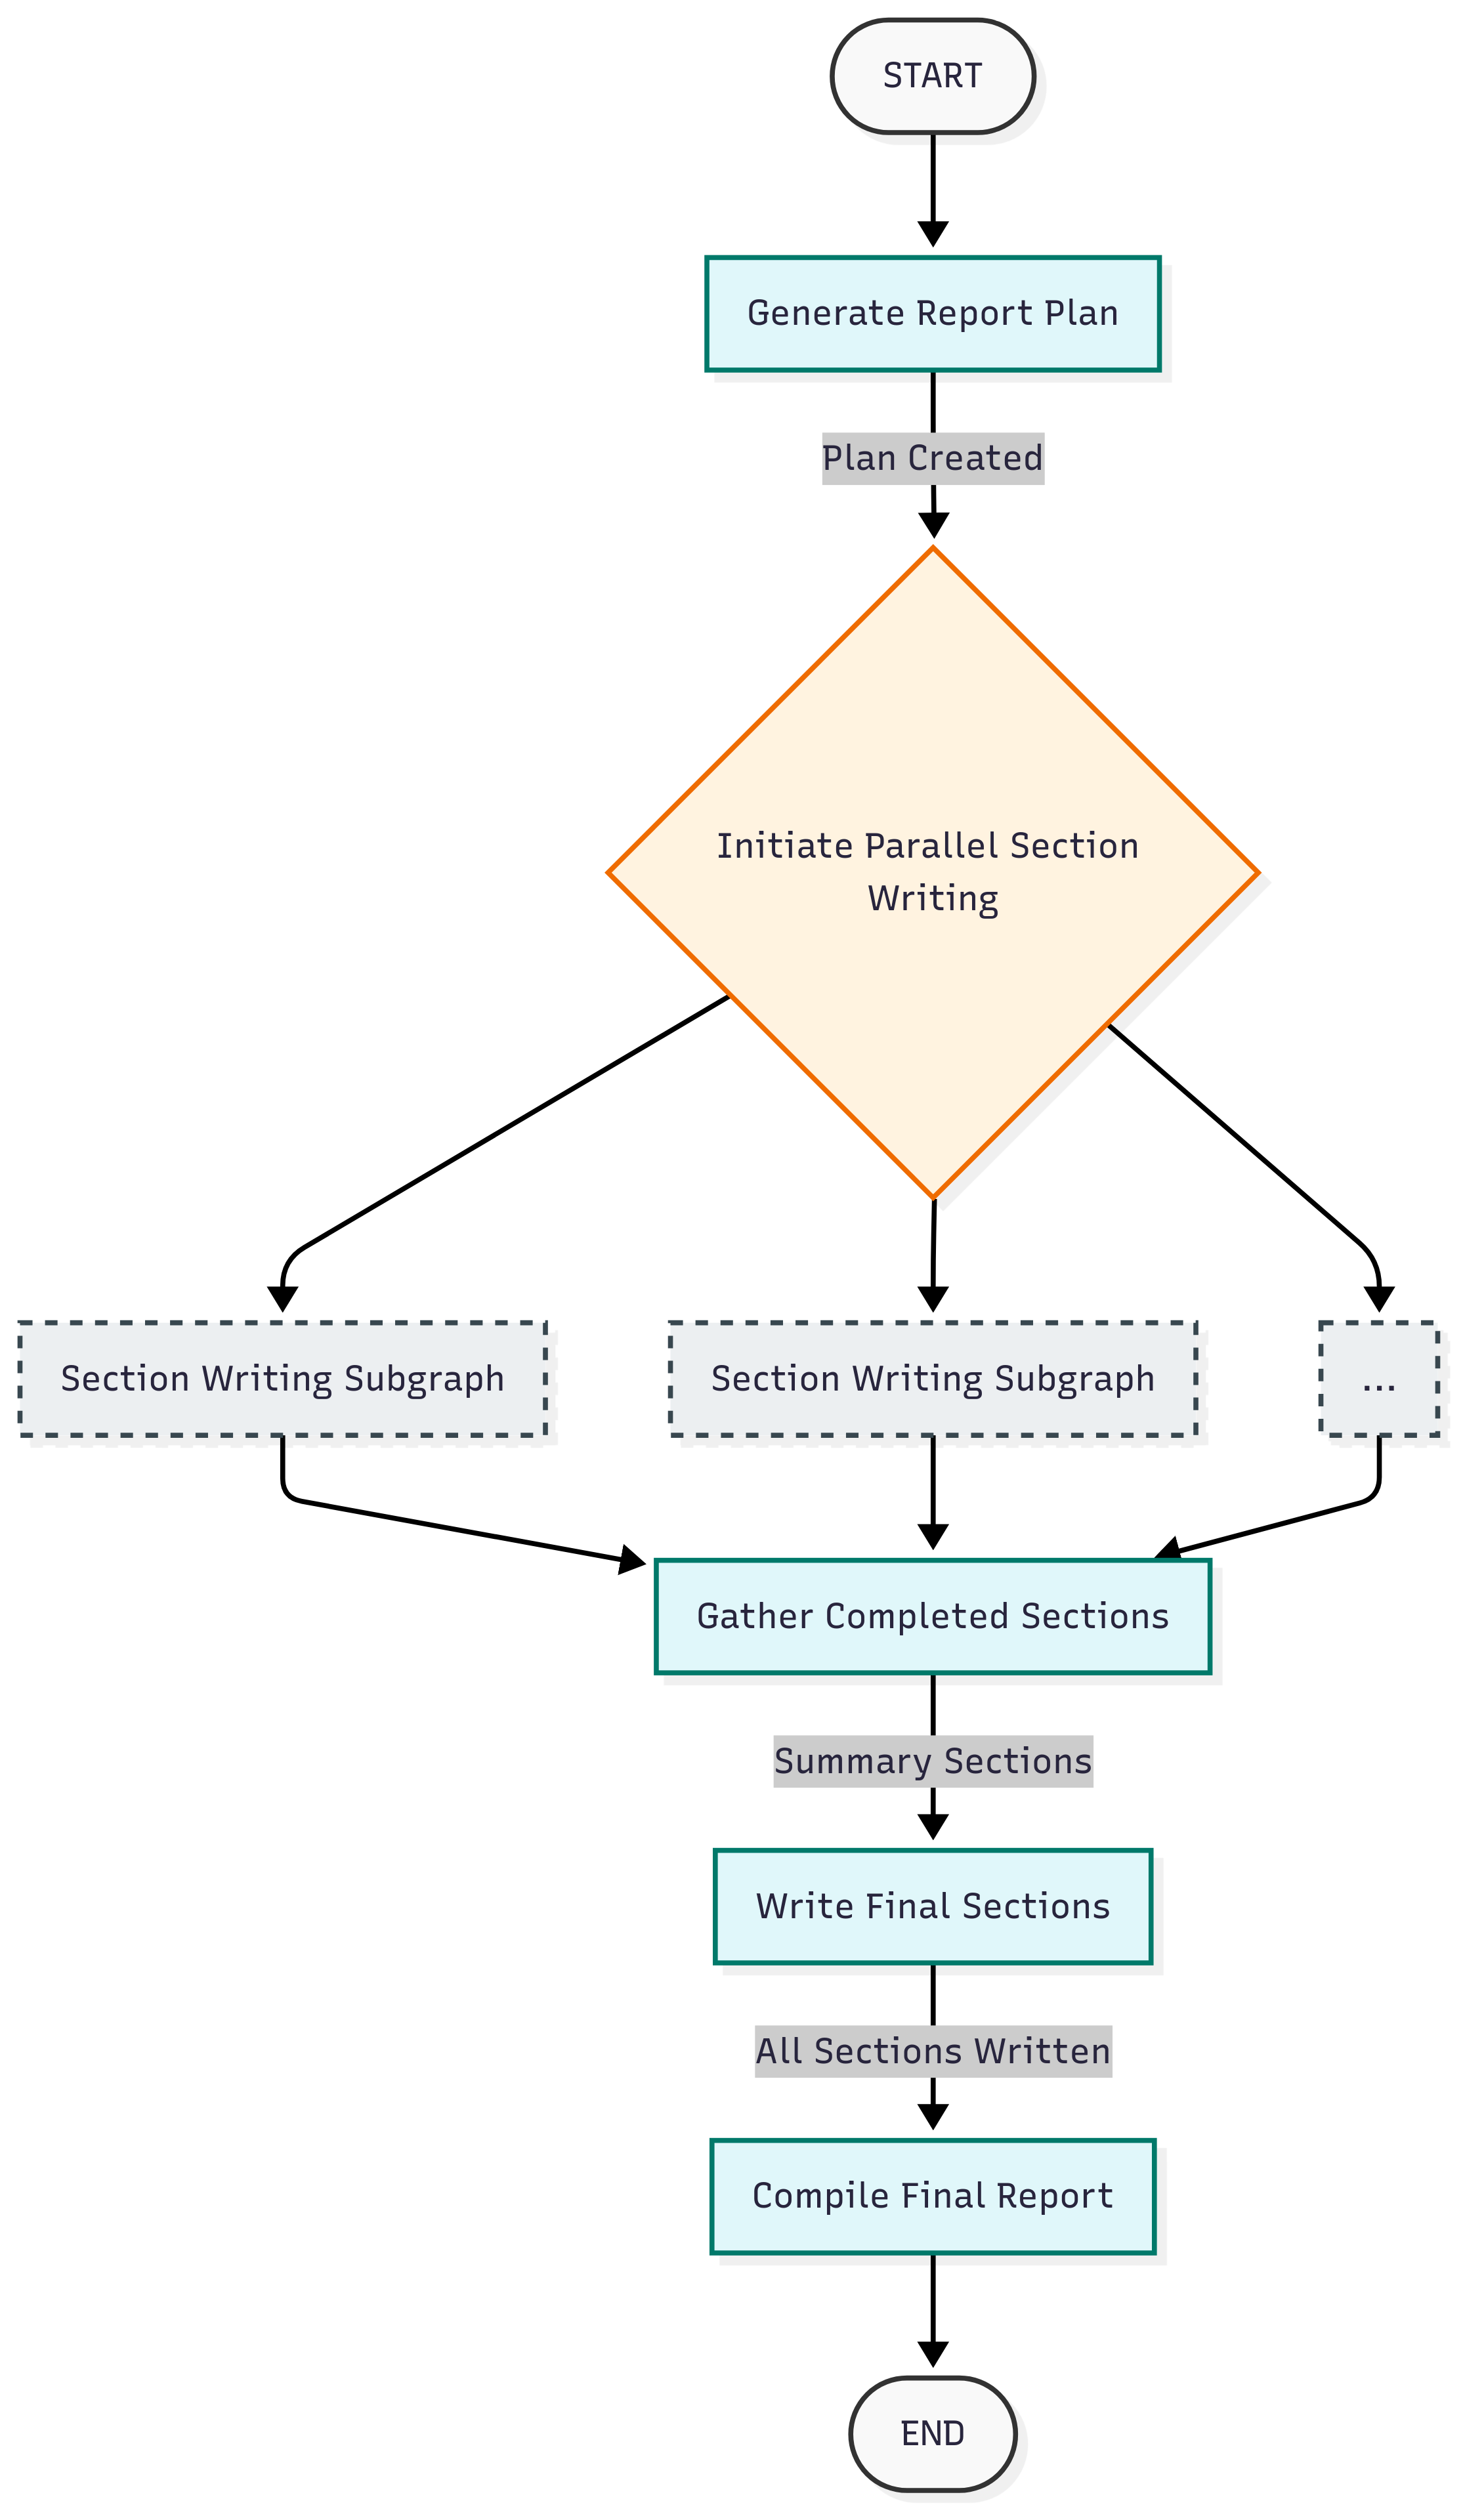 START
Generate Report Plan
Plan Created
Initiate Parallel Section
Writing
Section Writing Subgraph
Section Writing Subgraph
...
Gather Completed Sections
Summary Sections
Write Final Sections
All Sections Written
Compile Final Report
END